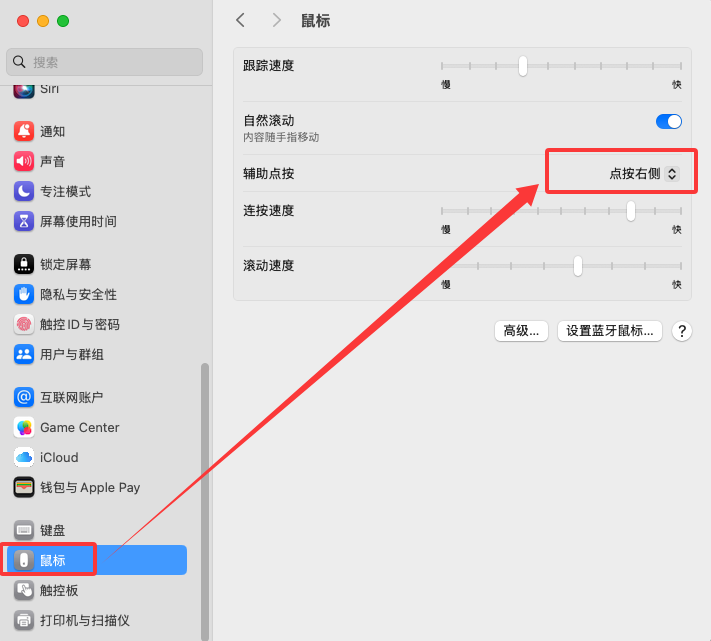 搜索
Siri
通知
声音
专注模式
屏幕使用时间
锁定屏幕
隐私与安全性
触控 ID 与密码
用户与群组
互联网账户
Game Center
iCloud
钱包与 Apple Pay
键盘
鼠标
触控板
打印机与扫描仪
鼠标
跟踪速度
慢 快
自然滚动
内容随手指移动
辅助点按 点按右侧
连按速度
慢 快
滚动速度
慢 快
高级... 设置蓝牙鼠标... ?